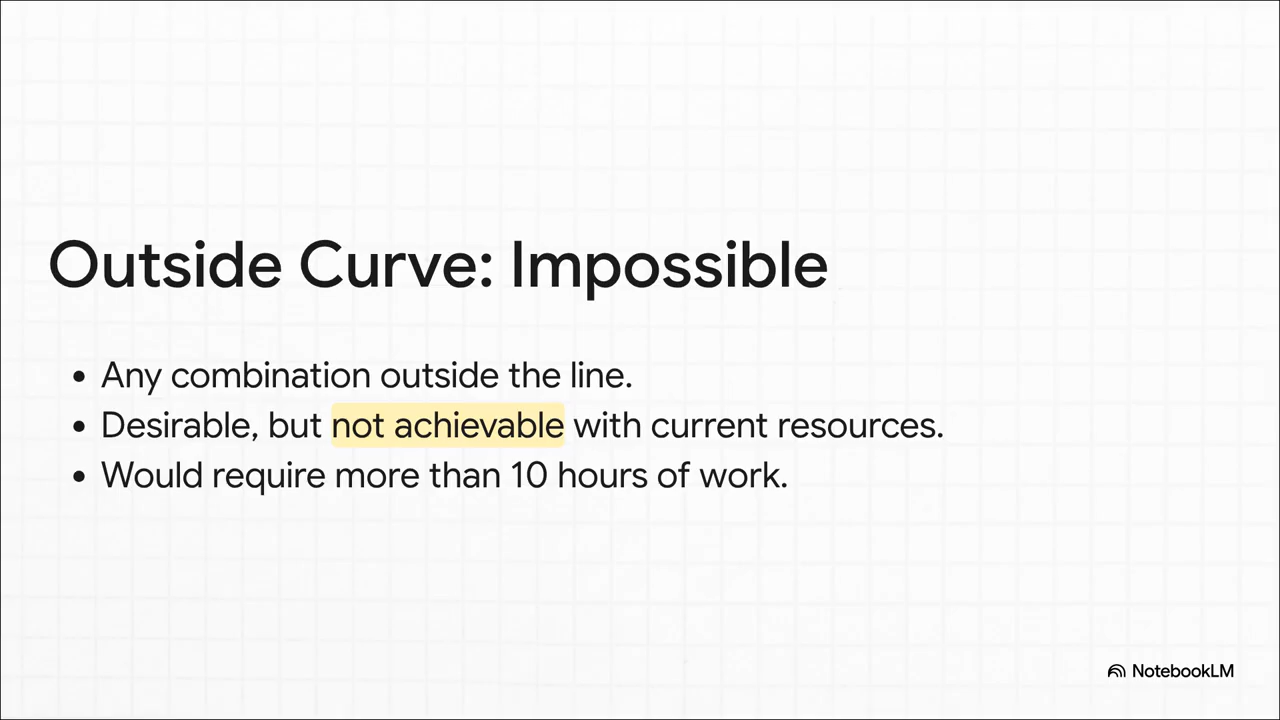 Outside Curve: Impossible
• Any combination outside the line.
• Desirable, but not achievable with current resources.
• Would require more than 10 hours of work.
NotebookLM